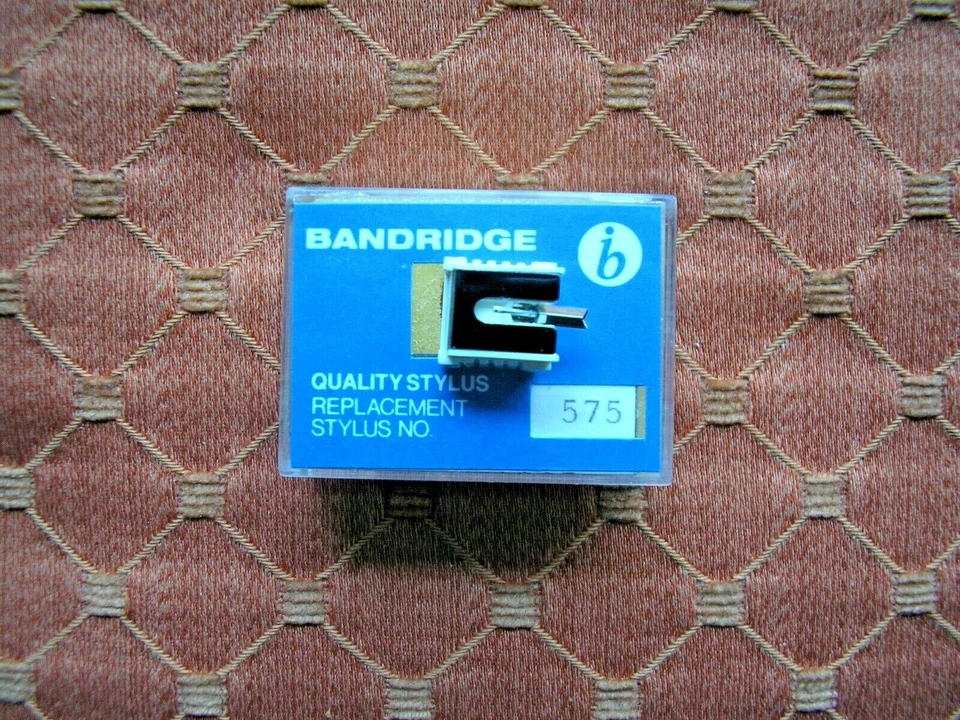 BANDRIDGE
b
QUALITY STYLUS
REPLACEMENT
STYLUS NO.
575